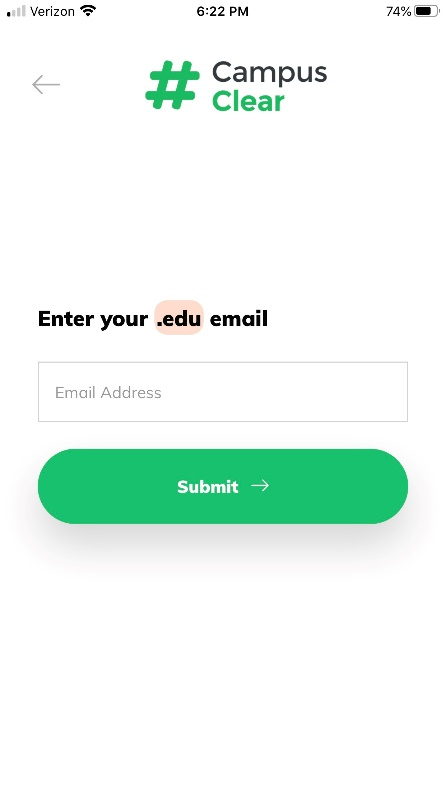 Verizon 6:22 PM 74%
# Campus
Clear
Enter your .edu email
Email Address
Submit →